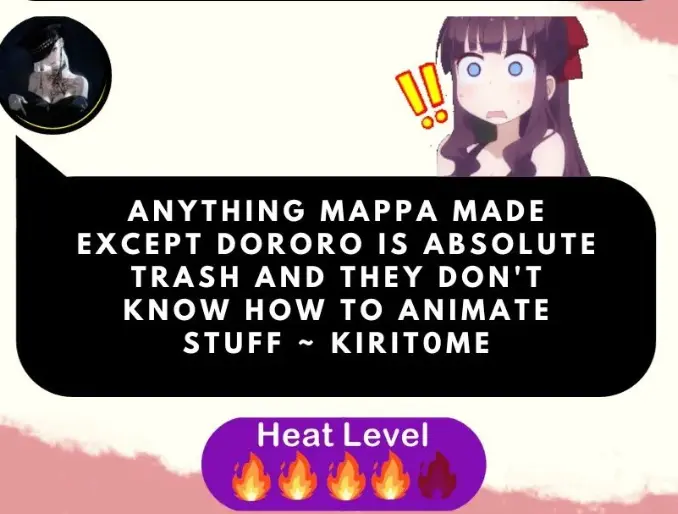 !!
ANYTHING MAPPA MADE
EXCEPT DORORO IS ABSOLUTE
TRASH AND THEY DON'T
KNOW HOW TO ANIMATE
STUFF ~ KIRIT0ME
Heat Level